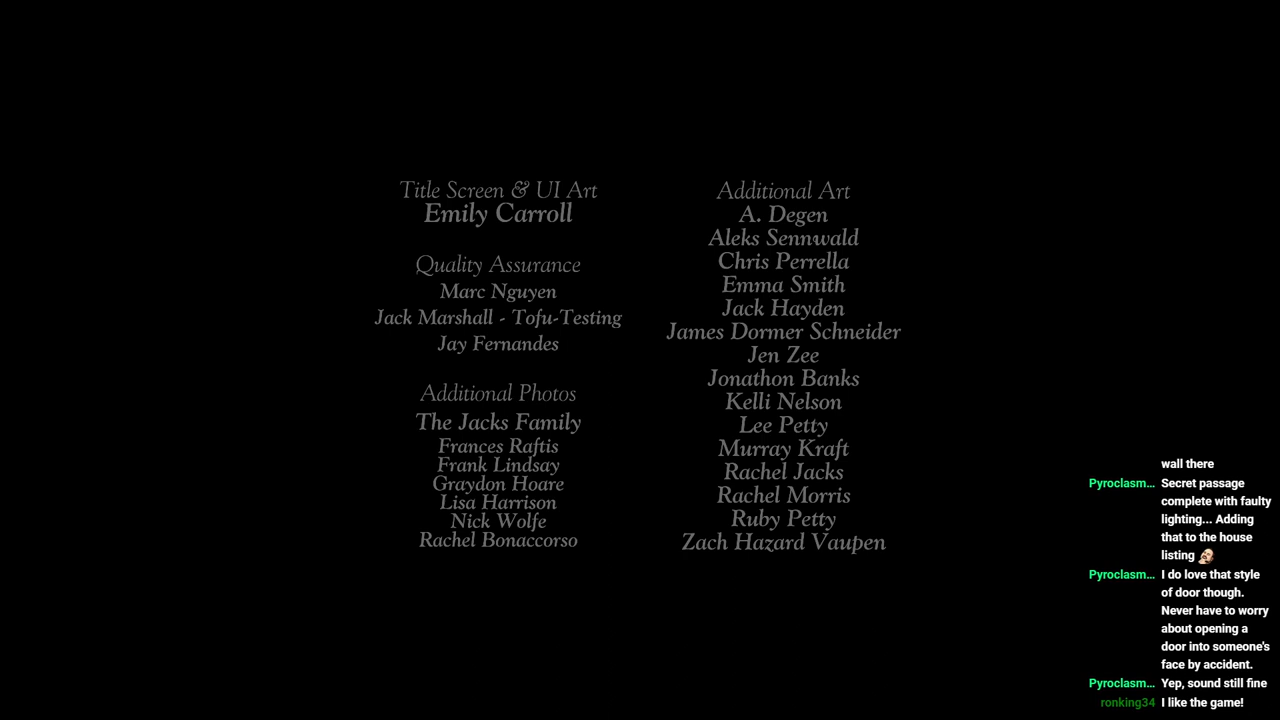 Title Screen & UI Art
Emily Carroll
Quality Assurance
Marc Nguyen
Jack Marshall - Tofu-Testing
Jay Fernandes
Additional Photos
The Jacks Family
Frances Raftis
Frank Lindsay
Graydon Hoare
Lisa Harrison
Nick Wolfe
Rachel Bonaccorso
Additional Art
A. Degen
Aleks Sennwald
Chris Perrella
Emma Smith
Jack Hayden
James Dormer Schneider
Jen Zee
Jonathon Banks
Kelli Nelson
Lee Petty
Murray Kraft
Rachel Jacks
Rachel Morris
Ruby Petty
Zach Hazard Vaupen
wall there
Pyroclasm… Secret passage
complete with faulty
lighting... Adding
that to the house
listing
Pyroclasm… I do love that style
of door though.
Never have to worry
about opening a
door into someone's
face by accident.
Pyroclasm… Yep, sound still fine
ronking34 I like the game!